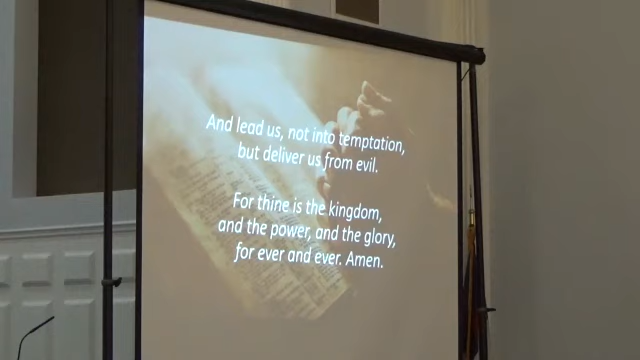 And lead us, not into temptation,
but deliver us from evil.
For thine is the kingdom,
and the power, and the glory,
for ever and ever. Amen.